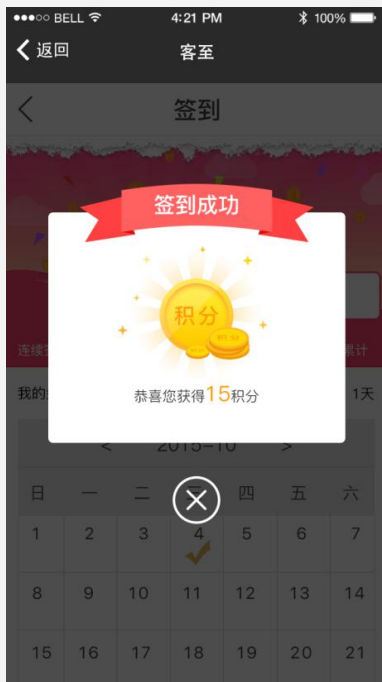 ●●●○○ BELL 4:21 PM 100%
返回 客至
签到
签到成功
积分
恭喜您获得15积分
连续 累计
我的 1天
< 2015-10 >
日 一 二 三 四 五 六
1 2 3 4 5 6 7
8 9 10 11 12 13 14
15 16 17 18 19 20 21